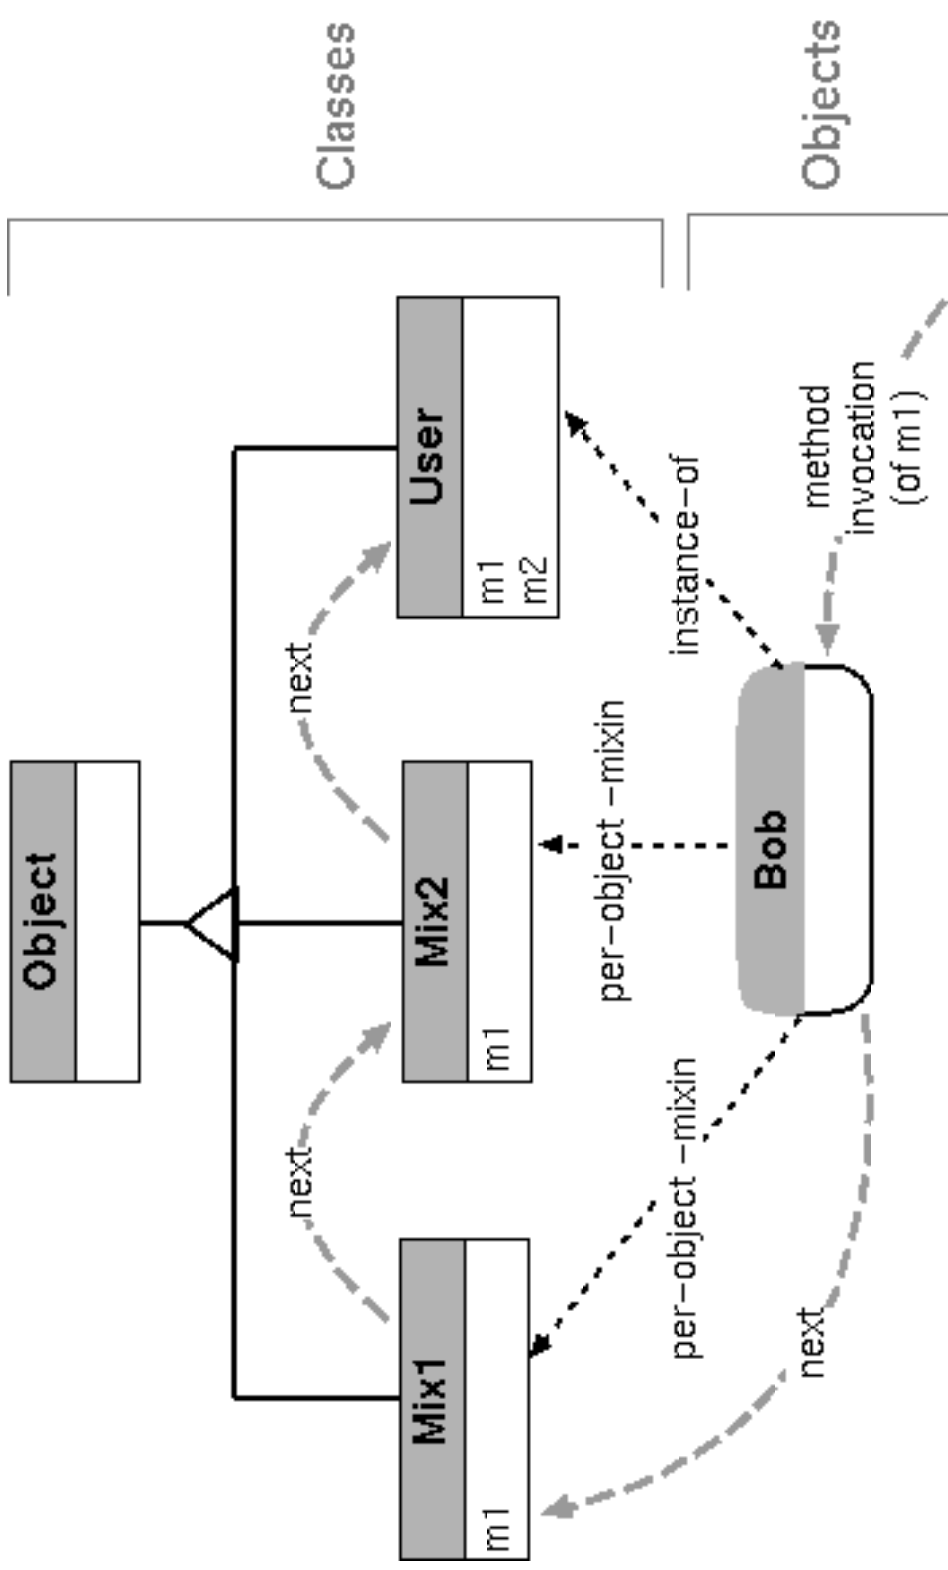 Object
Classes
next
next
Mix1
m1
Mix2
m1
User
m1
m2
per-object -mixin
per-object -mixin
instance-of
next
Bob
method
invocation
(of m1)
Objects